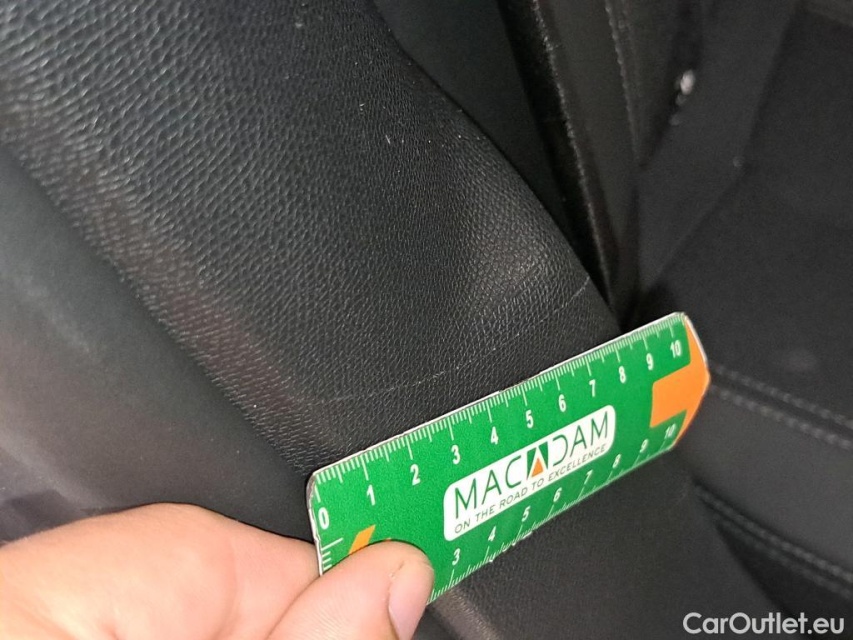 0 1 2 3 4 5 6 7 8 9 10
MACADAM
ON THE ROAD TO EXCELLENCE
3 4 5 6 7 8 9 10
CarOutlet.eu